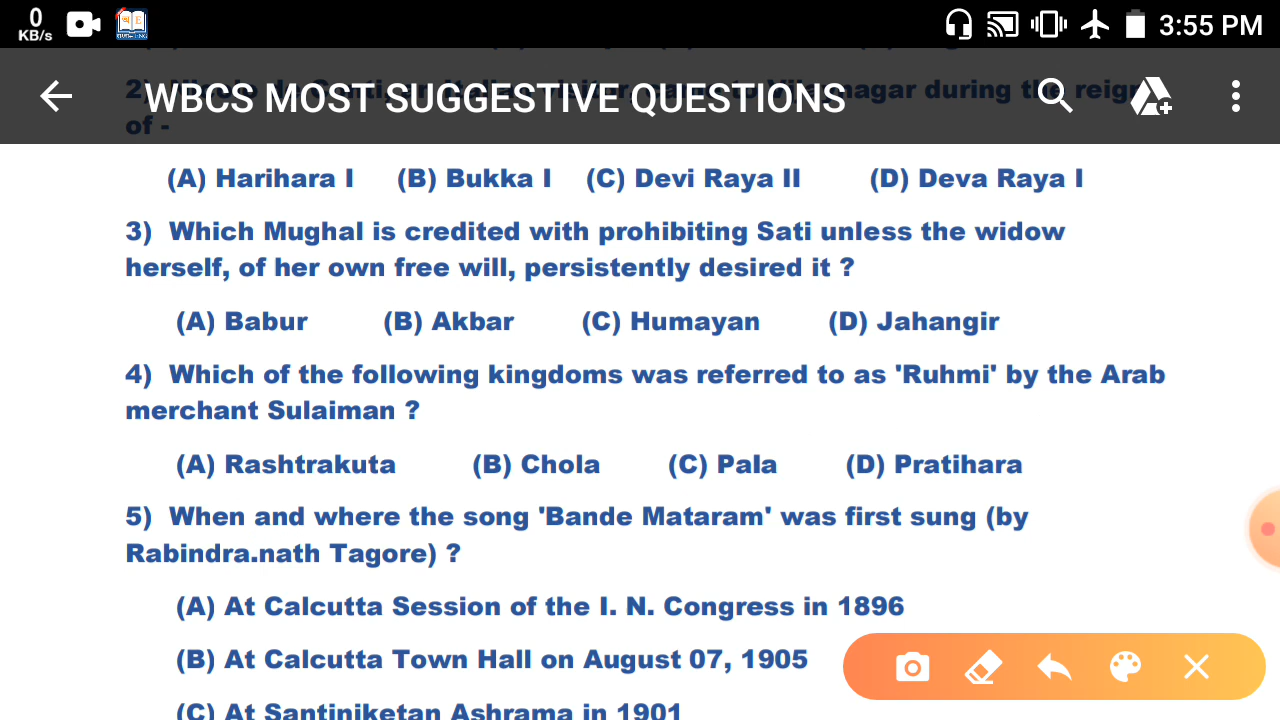 0
KB/s
3:55 PM
WBCS MOST SUGGESTIVE QUESTIONS
2) nagar during the reign
of -
(A) Harihara I (B) Bukka I (C) Devi Raya II (D) Deva Raya I
3) Which Mughal is credited with prohibiting Sati unless the widow
herself, of her own free will, persistently desired it ?
(A) Babur (B) Akbar (C) Humayan (D) Jahangir
4) Which of the following kingdoms was referred to as 'Ruhmi' by the Arab
merchant Sulaiman ?
(A) Rashtrakuta (B) Chola (C) Pala (D) Pratihara
5) When and where the song 'Bande Mataram' was first sung (by
Rabindra.nath Tagore) ?
(A) At Calcutta Session of the I. N. Congress in 1896
(B) At Calcutta Town Hall on August 07, 1905
(C) At Santiniketan Ashrama in 1901